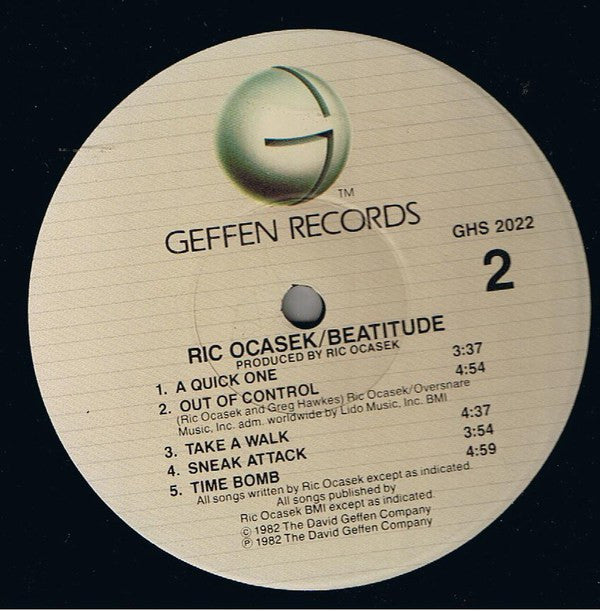 G
TM
GEFFEN RECORDS
GHS 2022
2
RIC OCASEK/BEATITUDE
PRODUCED BY RIC OCASEK
1. A QUICK ONE 3:37
2. OUT OF CONTROL 4:54
(Ric Ocasek and Greg Hawkes) Ric Ocasek/Oversnare
Music, Inc. adm. worldwide by Lido Music, Inc. BMI
3. TAKE A WALK 4:37
4. SNEAK ATTACK 3:54
5. TIME BOMB 4:59
All songs written by Ric Ocasek except as indicated.
All songs published by
Ric Ocasek BMI except as indicated.
© 1982 The David Geffen Company
℗ 1982 The David Geffen Company